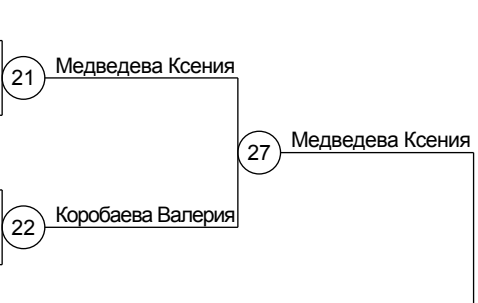 21 Медведева Ксения
27 Медведева Ксения
22 Коробаева Валерия